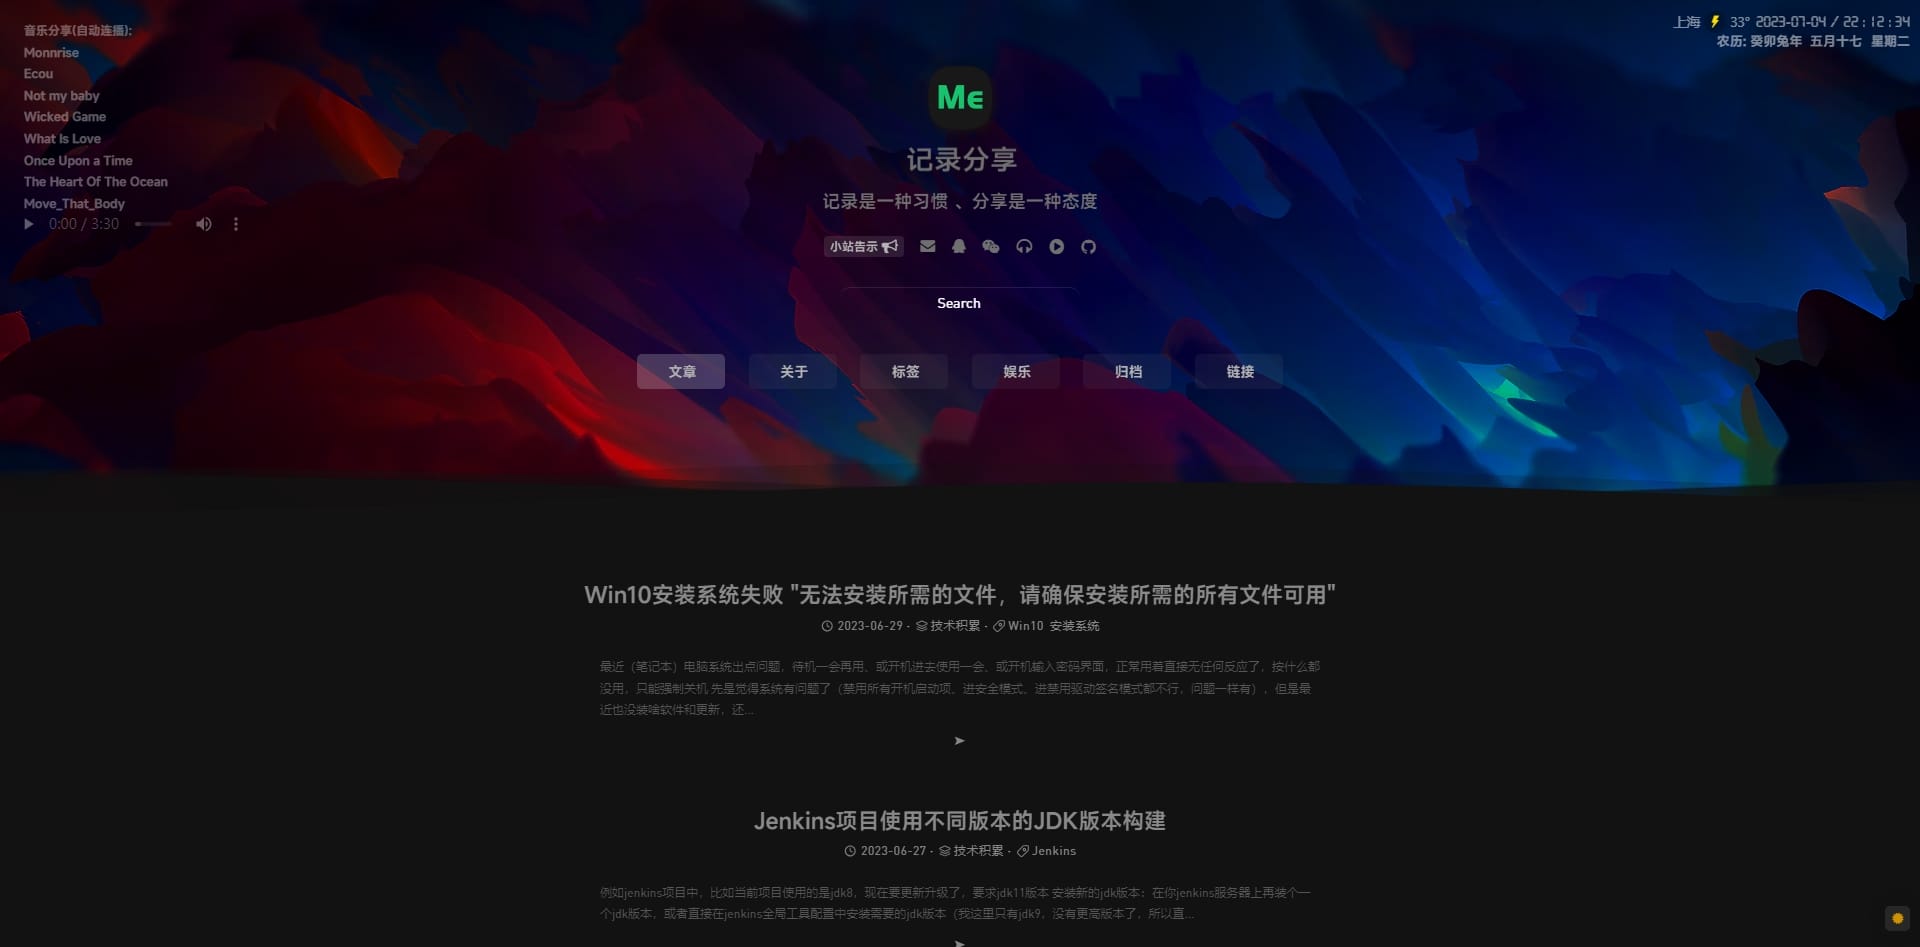 音乐分享(自动连播):
Monnrise
Ecou
Not my baby
Wicked Game
What Is Love
Once Upon a Time
The Heart Of The Ocean
Move_That_Body
0:00 / 3:30
上海 33° 2023-07-04 / 22:12:34
农历: 癸卯兔年 五月十七 星期二
Me
记录分享
记录是一种习惯 、分享是一种态度
小站告示
Search
文章 关于 标签 娱乐 归档 链接
Win10安装系统失败 "无法安装所需的文件，请确保安装所需的所有文件可用"
2023-06-29 · 技术积累 · Win10 安装系统
最近（笔记本）电脑系统出点问题，待机一会再用、或开机进去使用一会、或开机输入密码界面，正常用着直接无任何反应了，按什么都
没用，只能强制关机 先是觉得系统有问题了（禁用所有开机启动项、进安全模式、进禁用驱动签名模式都不行，问题一样有），但是最
近也没装啥软件和更新，还...
Jenkins项目使用不同版本的JDK版本构建
2023-06-27 · 技术积累 · Jenkins
例如jenkins项目中，比如当前项目使用的是jdk8，现在要更新升级了，要求jdk11版本 安装新的jdk版本：在你jenkins服务器上再装个一
个jdk版本，或者直接在jenkins全局工具配置中安装需要的jdk版本（我这里只有jdk9，没有更高版本了，所以直...